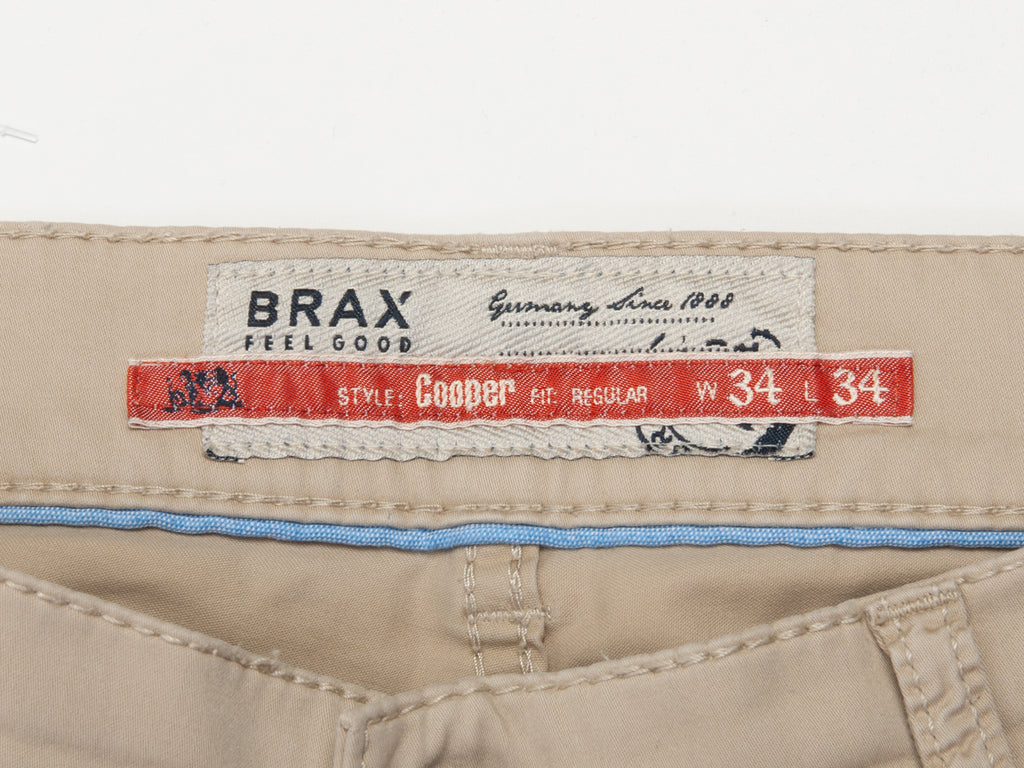 BRAX
FEEL GOOD
Germany Since 1888
STYLE: Cooper FIT: REGULAR W 34 L 34